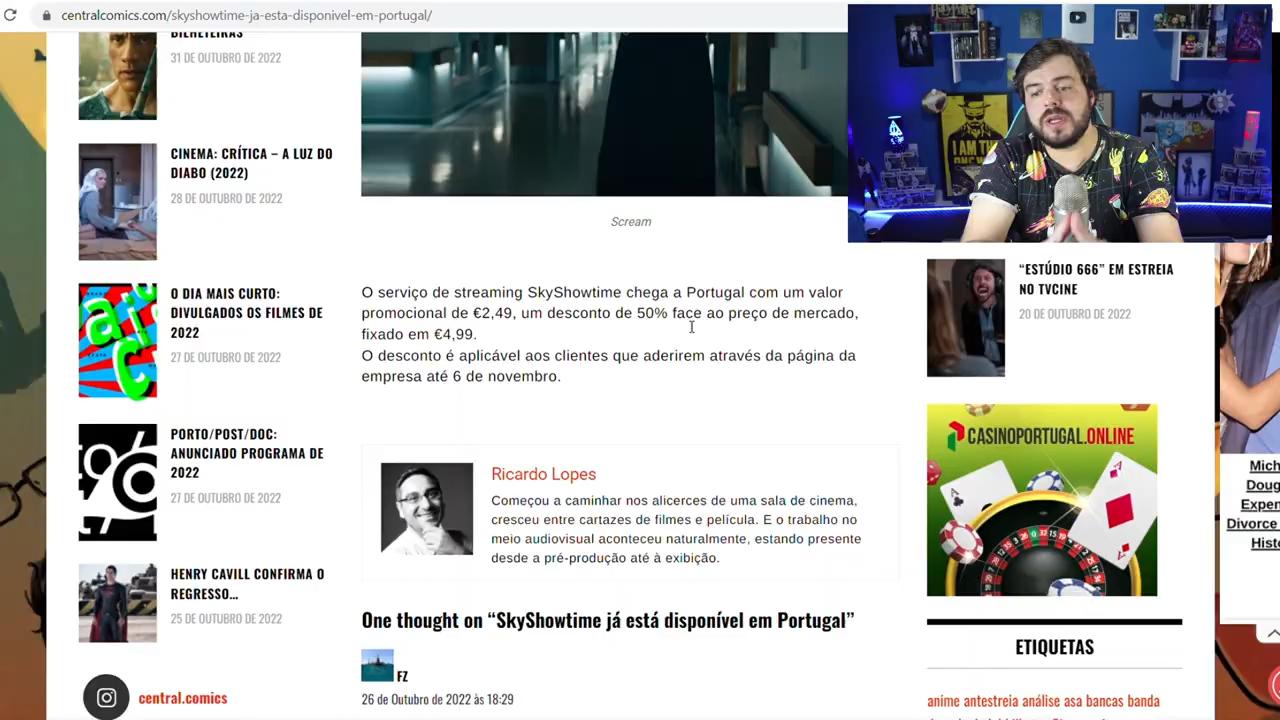 centralcomics.com/skyshowtime-ja-esta-disponivel-em-portugal/
BILHETEIRAS
31 DE OUTUBRO DE 2022
CINEMA: CRÍTICA – A LUZ DO
DIABO (2022)
28 DE OUTUBRO DE 2022
O DIA MAIS CURTO:
DIVULGADOS OS FILMES DE
2022
27 DE OUTUBRO DE 2022
PORTO/POST/DOC:
ANUNCIADO PROGRAMA DE
2022
27 DE OUTUBRO DE 2022
HENRY CAVILL CONFIRMA O
REGRESSO…
25 DE OUTUBRO DE 2022
central.comics
Scream
O serviço de streaming SkyShowtime chega a Portugal com um valor
promocional de €2,49, um desconto de 50% face ao preço de mercado,
fixado em €4,99.
O desconto é aplicável aos clientes que aderirem através da página da
empresa até 6 de novembro.
Ricardo Lopes
Começou a caminhar nos alicerces de uma sala de cinema,
cresceu entre cartazes de filmes e película. E o trabalho no
meio audiovisual aconteceu naturalmente, estando presente
desde a pré-produção até à exibição.
One thought on “SkyShowtime já está disponível em Portugal”
FZ
26 de Outubro de 2022 às 18:29
I AM THE
“ESTÚDIO 666” EM ESTREIA
NO TVCINE
20 DE OUTUBRO DE 2022
CASINOPORTUGAL.ONLINE
ETIQUETAS
anime antestreia análise asa bancas banda
Mich
Doug
Expen
Divorce
Histo